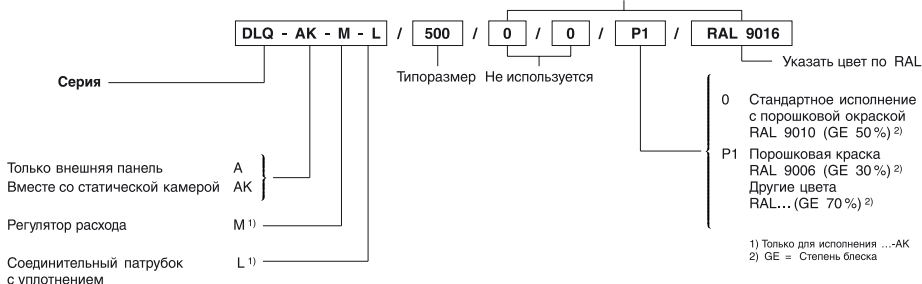 DLQ - AK - M - L / 500 / 0 / 0 / P1 / RAL 9016
Указать цвет по RAL
Типоразмер Не используется
Серия
0 Стандартное исполнение
с порошковой окраской
RAL 9010 (GE 50 %) 2)
P1 Порошковая краска
RAL 9006 (GE 30 %) 2)
Другие цвета
RAL... (GE 70 %) 2)
Только внешняя панель A
Вместе со статической камерой AK
Регулятор расхода M 1)
Соединительный патрубок L 1)
с уплотнением
1) Только для исполнения ...-AK
2) GE = Степень блеска